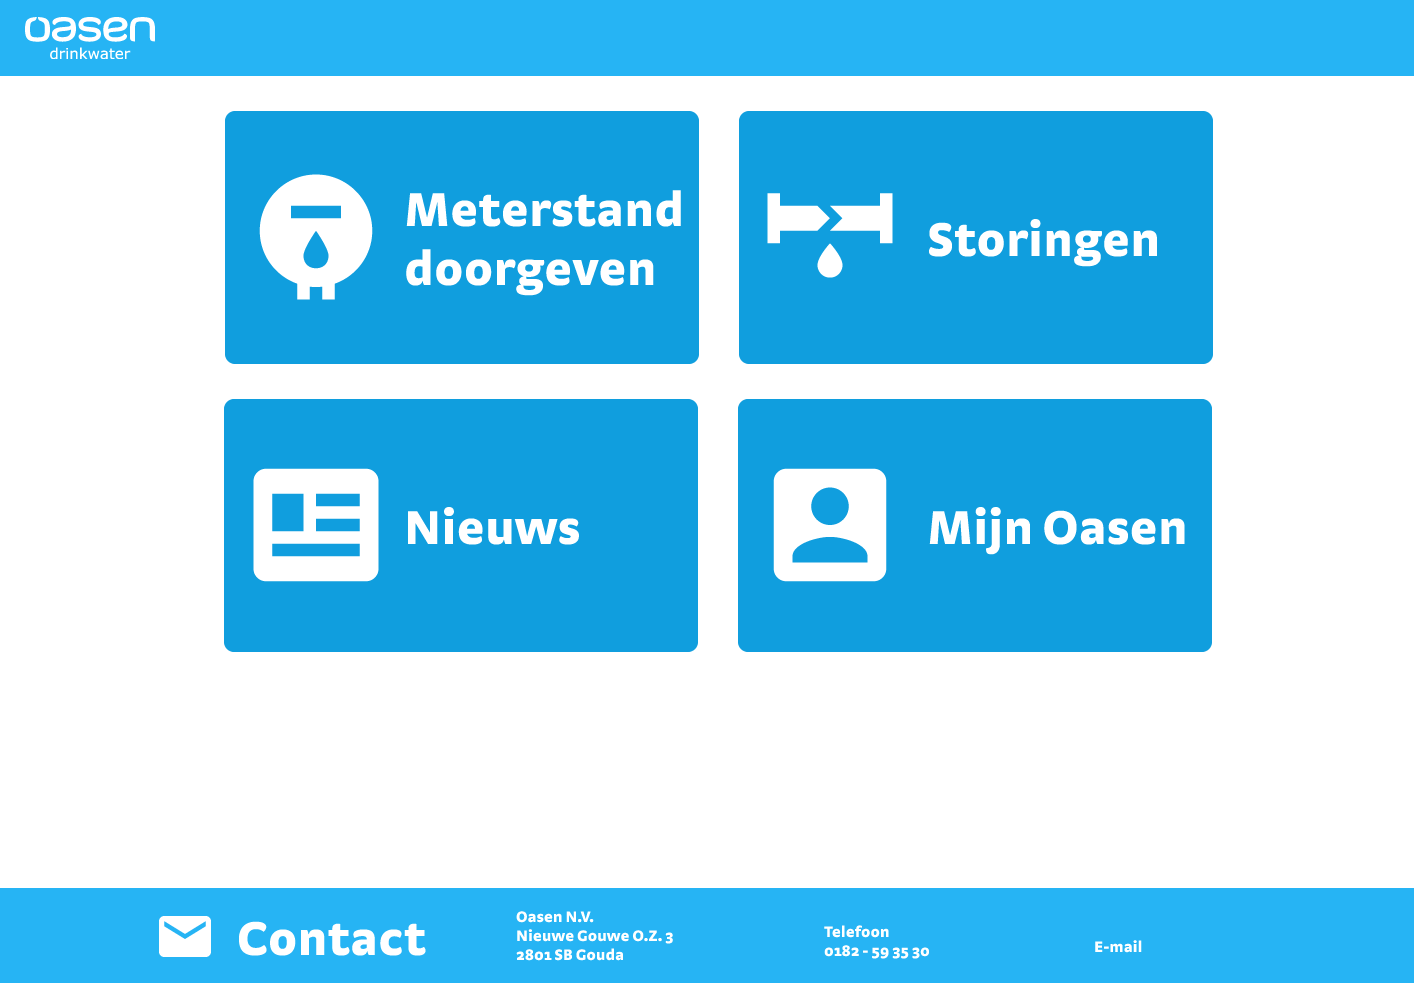 oasen
drinkwater
Meterstand
doorgeven
Storingen
Nieuws
Mijn Oasen
Contact
Oasen N.V.
Nieuwe Gouwe O.Z. 3
2801 SB Gouda
Telefoon
0182 - 59 35 30
E-mail